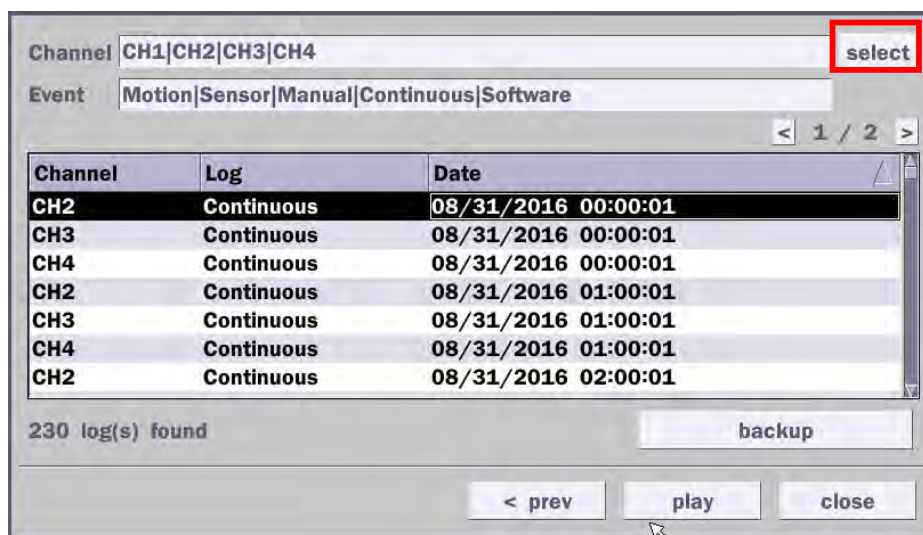 Channel CH1|CH2|CH3|CH4 select
Event Motion|Sensor|Manual|Continuous|Software
< 1 / 2 >
Channel Log Date
CH2 Continuous 08/31/2016 00:00:01
CH3 Continuous 08/31/2016 00:00:01
CH4 Continuous 08/31/2016 00:00:01
CH2 Continuous 08/31/2016 01:00:01
CH3 Continuous 08/31/2016 01:00:01
CH4 Continuous 08/31/2016 01:00:01
CH2 Continuous 08/31/2016 02:00:01
230 log(s) found backup
< prev play close